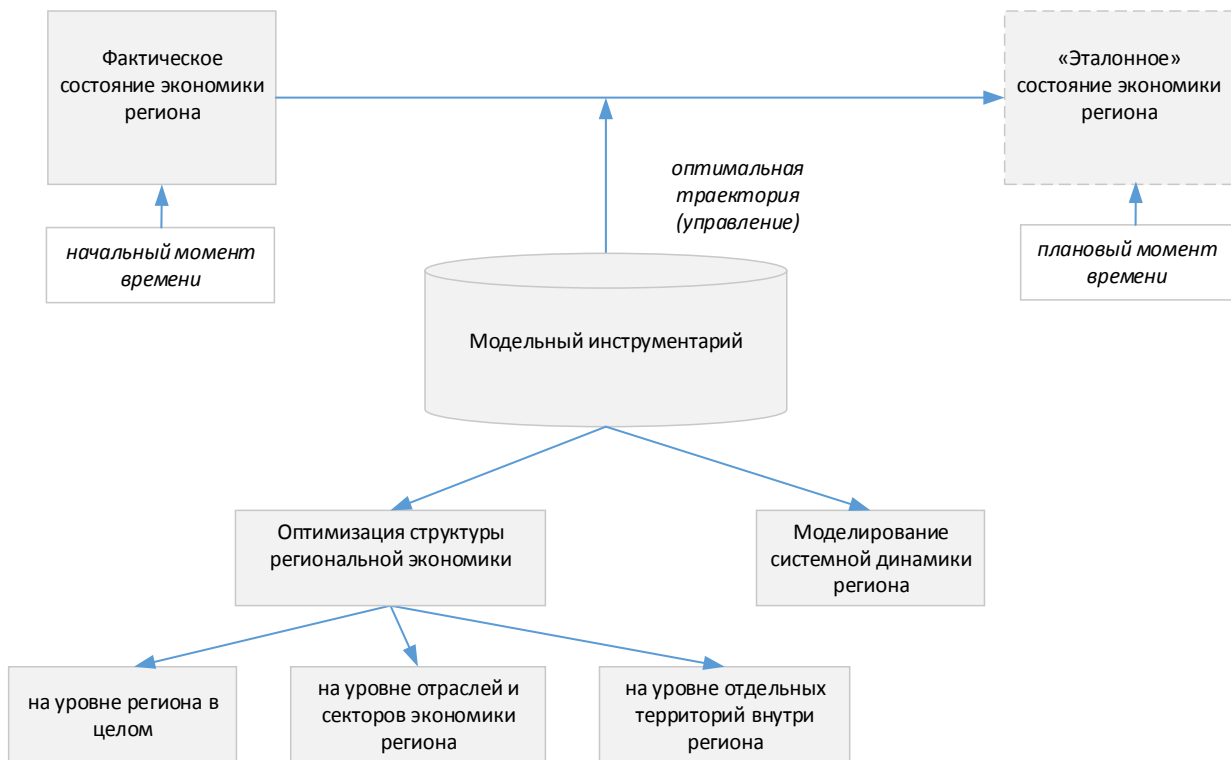 Фактическое
состояние экономики
региона
«Эталонное»
состояние экономики
региона
оптимальная
траектория
(управление)
начальный момент
времени
плановый момент
времени
Модельный инструментарий
Оптимизация структуры
региональной экономики
Моделирование
системной динамики
региона
на уровне региона в
целом
на уровне отраслей и
секторов экономики
региона
на уровне отдельных
территорий внутри
региона